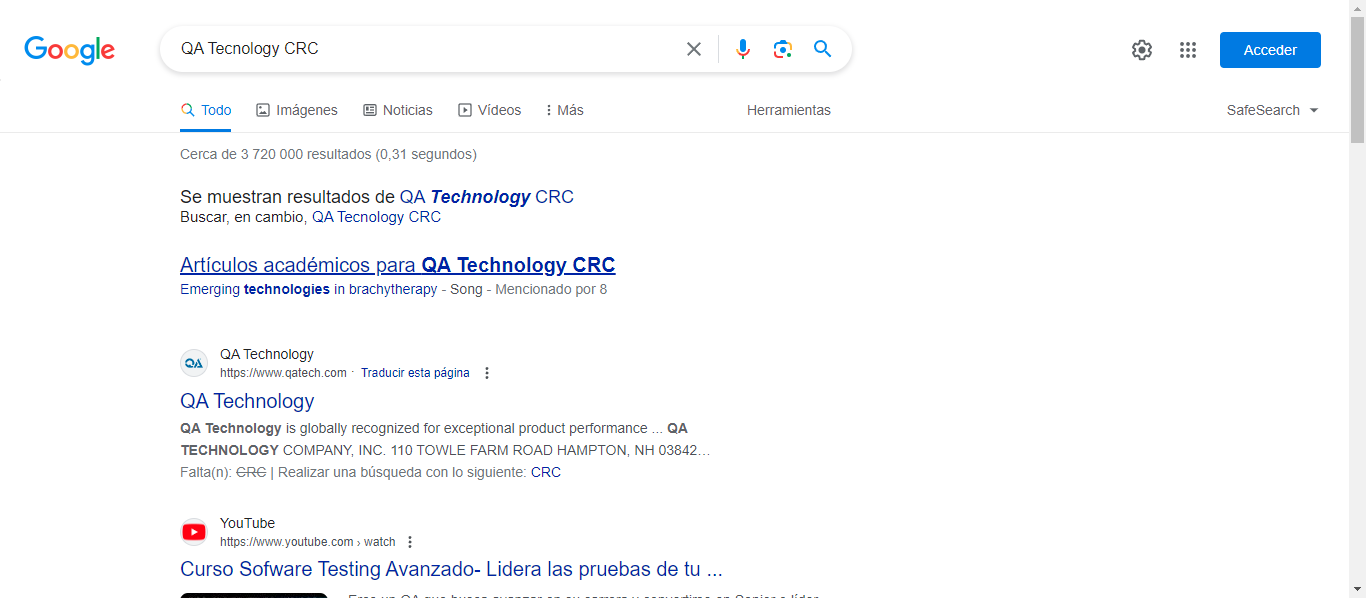 Google
QA Tecnology CRC
Acceder
Todo Imágenes Noticias Vídeos Más Herramientas SafeSearch
Cerca de 3 720 000 resultados (0,31 segundos)
Se muestran resultados de QA Technology CRC
Buscar, en cambio, QA Tecnology CRC
Artículos académicos para QA Technology CRC
Emerging technologies in brachytherapy - Song - Mencionado por 8
QA
QA Technology
https://www.qatech.com · Traducir esta página
QA Technology
QA Technology is globally recognized for exceptional product performance ... QA
TECHNOLOGY COMPANY, INC. 110 TOWLE FARM ROAD HAMPTON, NH 03842…
Falta(n): CRC | Realizar una búsqueda con lo siguiente: CRC
YouTube
https://www.youtube.com › watch
Curso Sofware Testing Avanzado- Lidera las pruebas de tu ...